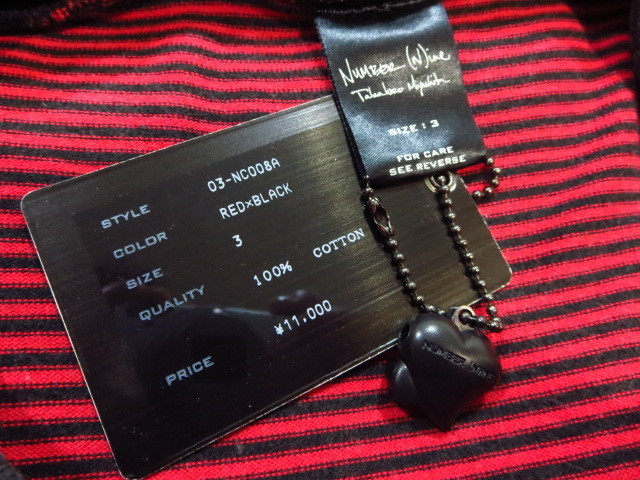 NUMBER (N)ine
Takahiro Miyashita
SIZE : 3
FOR CARE
SEE REVERSE
STYLE 03-NC008A
COLOR RED×BLACK
SIZE 3
QUALITY 100% COTTON
PRICE ¥11,000
NUMBER (N)INE